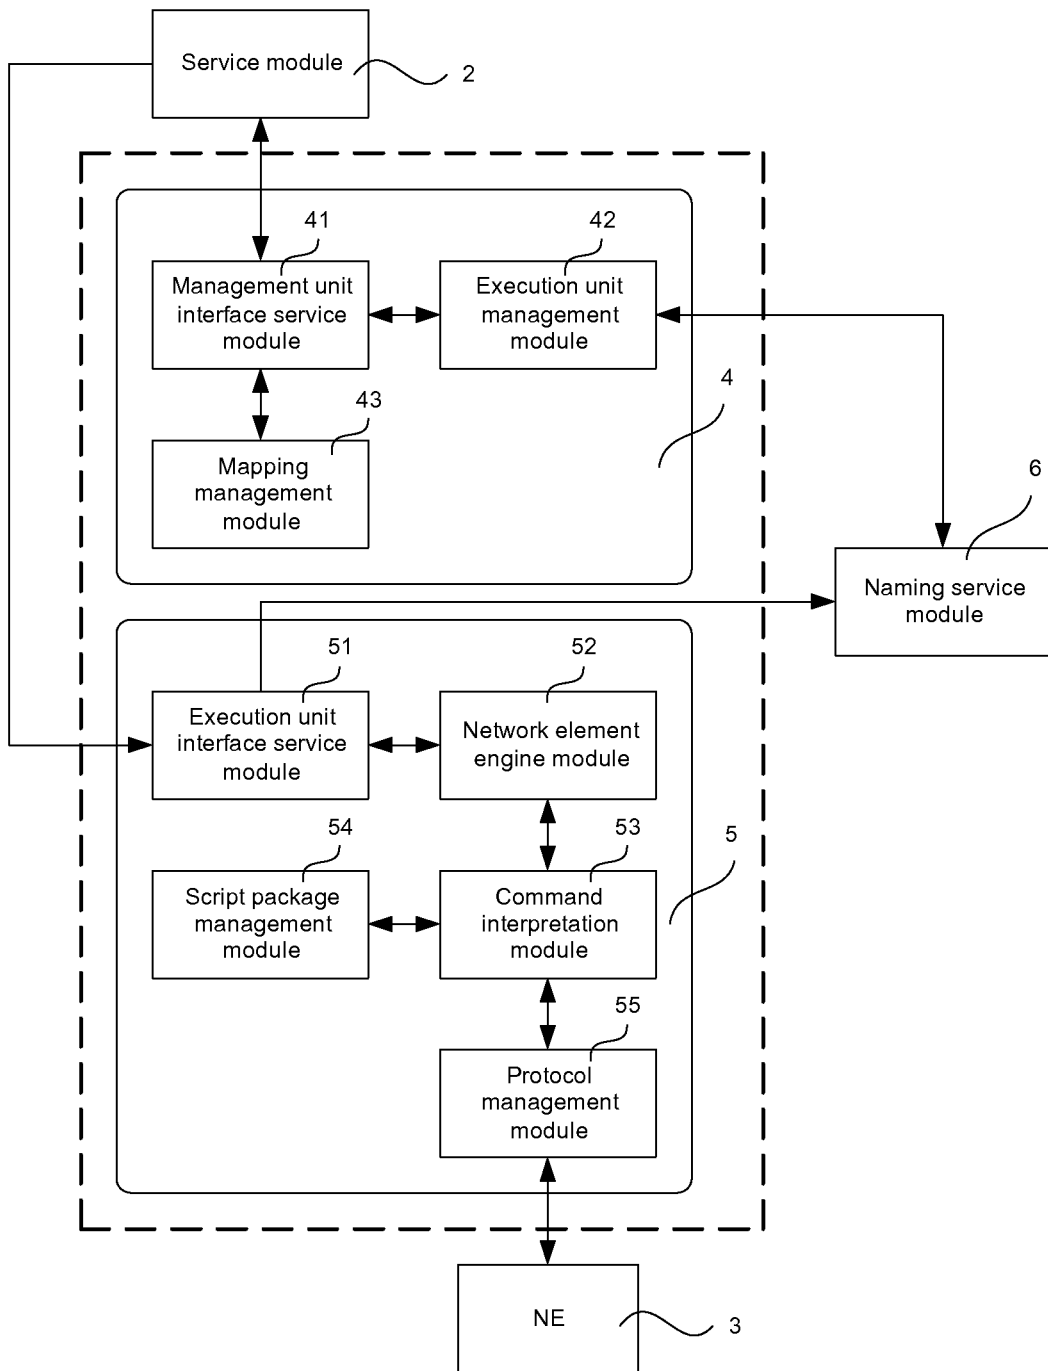 Service module
2
41
Management unit
interface service
module
42
Execution unit
management
module
43
Mapping
management
module
4
6
Naming service
module
51
Execution unit
interface service
module
52
Network element
engine module
54
Script package
management
module
53
Command
interpretation
module
5
55
Protocol
management
module
NE
3